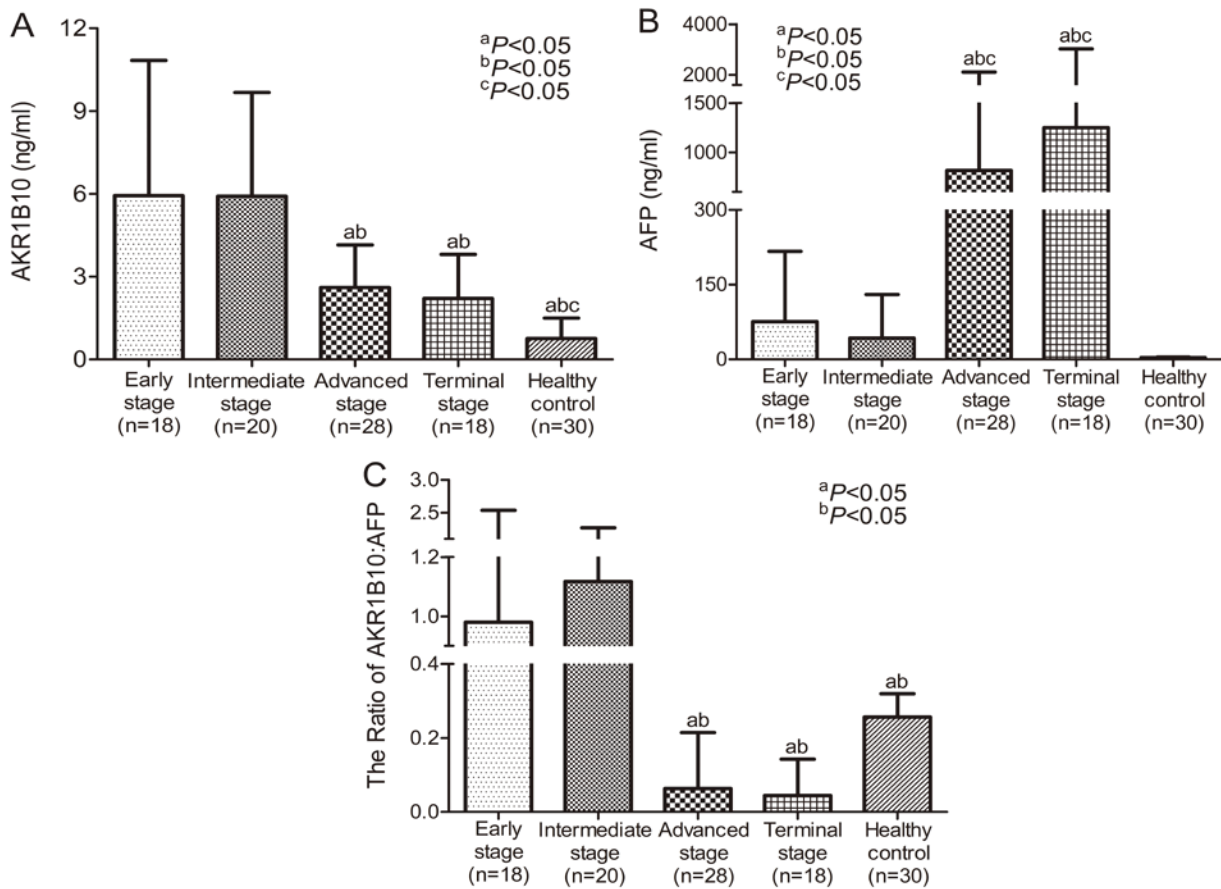 A
AKR1B10 (ng/ml)
12
9
6
3
0
aP<0.05
bP<0.05
cP<0.05
ab
ab
abc
Early
stage
(n=18)
Intermediate
stage
(n=20)
Advanced
stage
(n=28)
Terminal
stage
(n=18)
Healthy
control
(n=30)
B
AFP (ng/ml)
4000
2000
1500
1000
300
150
0
aP<0.05
bP<0.05
cP<0.05
abc
abc
Early
stage
(n=18)
Intermediate
stage
(n=20)
Advanced
stage
(n=28)
Terminal
stage
(n=18)
Healthy
control
(n=30)
C
The Ratio of AKR1B10:AFP
3.0
2.5
1.2
1.0
0.4
0.2
0.0
aP<0.05
bP<0.05
ab
ab
ab
Early
stage
(n=18)
Intermediate
stage
(n=20)
Advanced
stage
(n=28)
Terminal
stage
(n=18)
Healthy
control
(n=30)